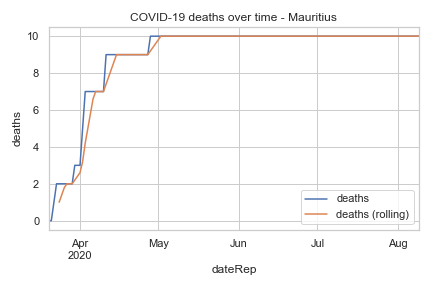 COVID-19 deaths over time - Mauritius
deaths
10
8
6
4
2
0
Apr
2020
May
Jun
Jul
Aug
dateRep
deaths
deaths (rolling)